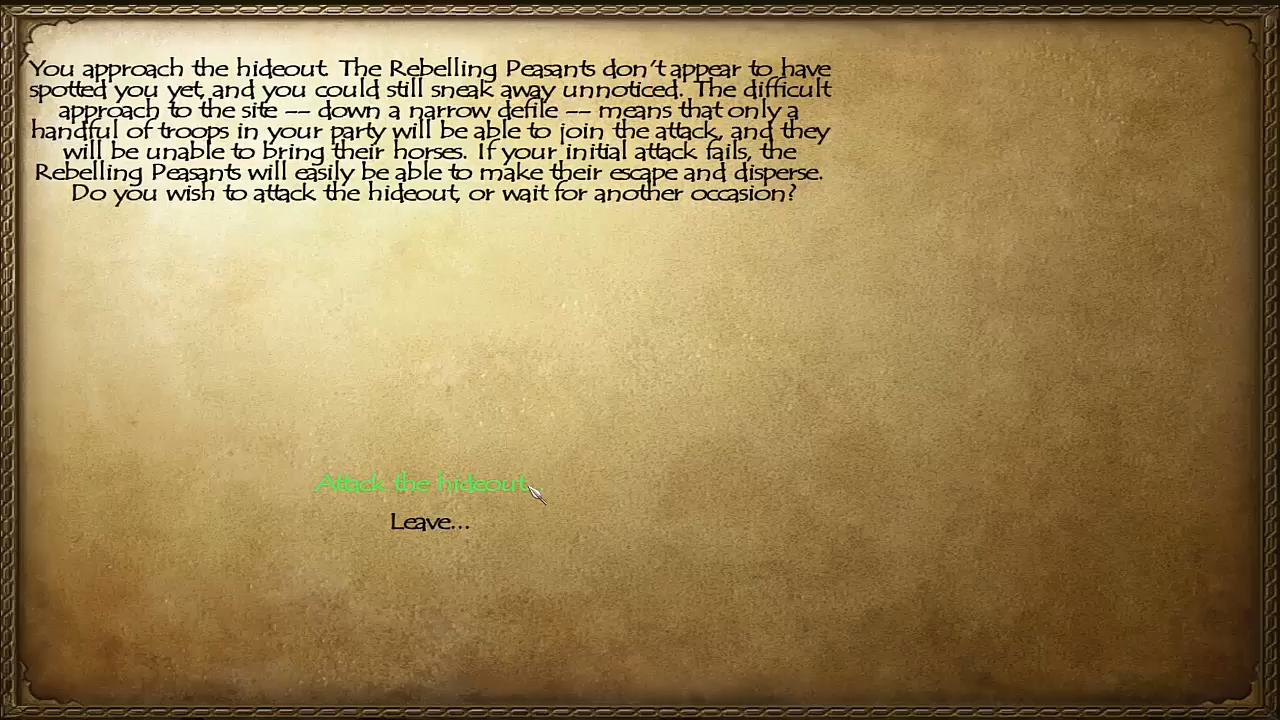 You approach the hideout. The Rebelling Peasants don't appear to have
spotted you yet, and you could still sneak away unnoticed. The difficult
approach to the site -- down a narrow defile -- means that only a
handful of troops in your party will be able to join the attack, and they
will be unable to bring their horses. If your initial attack fails, the
Rebelling Peasants will easily be able to make their escape and disperse.
Do you wish to attack the hideout, or wait for another occasion?
Attack the hideout...
Leave...